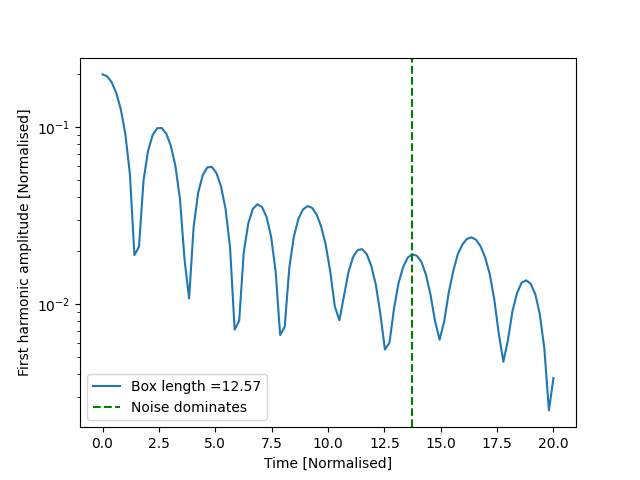 First harmonic amplitude [Normalised]
10⁻¹
10⁻²
Box length =12.57
Noise dominates
0.0 2.5 5.0 7.5 10.0 12.5 15.0 17.5 20.0
Time [Normalised]